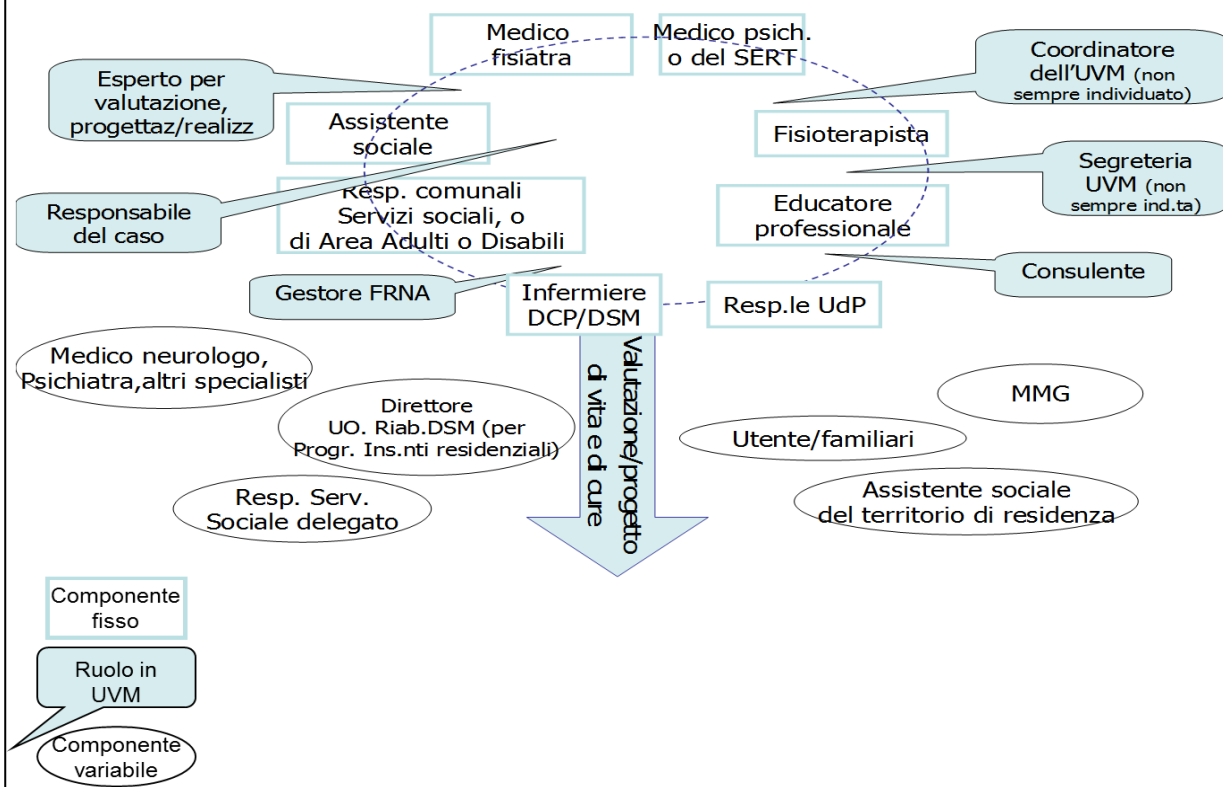 Medico
fisiatra
Medico psich.
o del SERT
Esperto per
valutazione,
progettaz/realizz
Coordinatore
dell'UVM (non
sempre individuato)
Assistente
sociale
Fisioterapista
Responsabile
del caso
Resp. comunali
Servizi sociali, o
di Area Adulti o Disabili
Educatore
professionale
Segreteria
UVM (non
sempre ind.ta)
Gestore FRNA
Infermiere
DCP/DSM
Resp.le UdP
Consulente
Medico neurologo,
Psichiatra,altri specialisti
Direttore
UO. Riab.DSM (per
Progr. Ins.nti residenziali)
Resp. Serv.
Sociale delegato
Valutazione/progetto
di vita e di cure
MMG
Utente/familiari
Assistente sociale
del territorio di residenza
Componente
fisso
Ruolo in
UVM
Componente
variabile